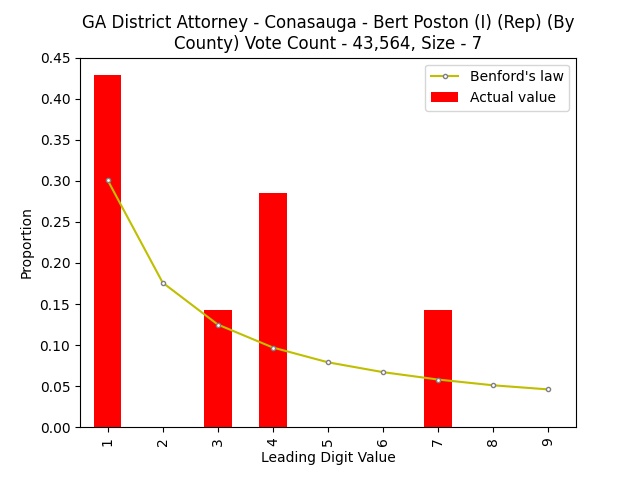 GA District Attorney - Conasauga - Bert Poston (I) (Rep) (By
County) Vote Count - 43,564, Size - 7
Benford's law
Actual value
0.45
0.40
0.35
0.30
0.25
0.20
0.15
0.10
0.05
0.00
Proportion
1 2 3 4 5 6 7 8 9
Leading Digit Value